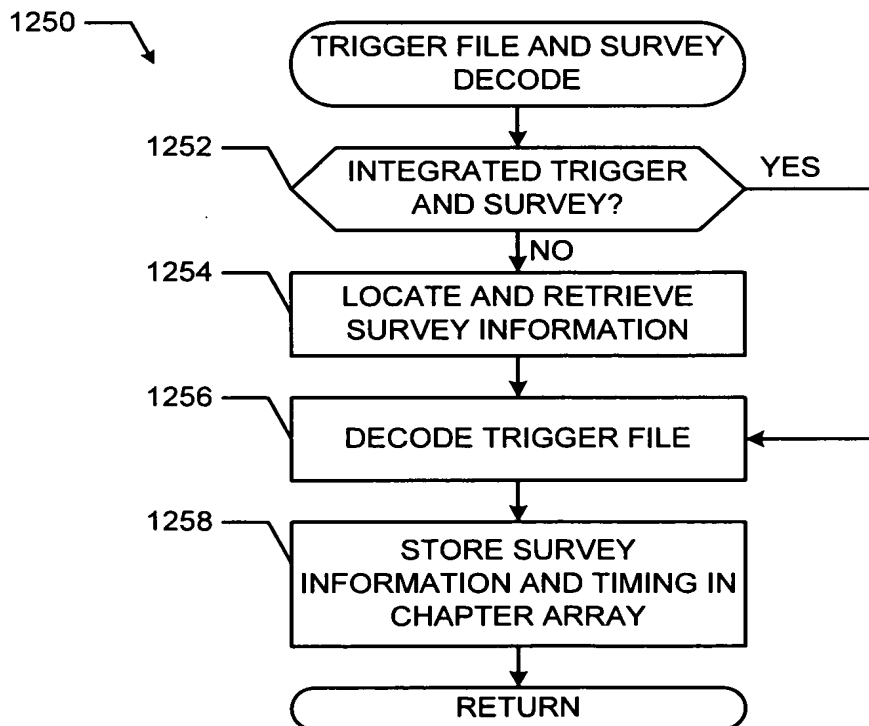 1250
TRIGGER FILE AND SURVEY
DECODE
1252
INTEGRATED TRIGGER
AND SURVEY?
YES
NO
1254
LOCATE AND RETRIEVE
SURVEY INFORMATION
1256
DECODE TRIGGER FILE
1258
STORE SURVEY
INFORMATION AND TIMING IN
CHAPTER ARRAY
RETURN